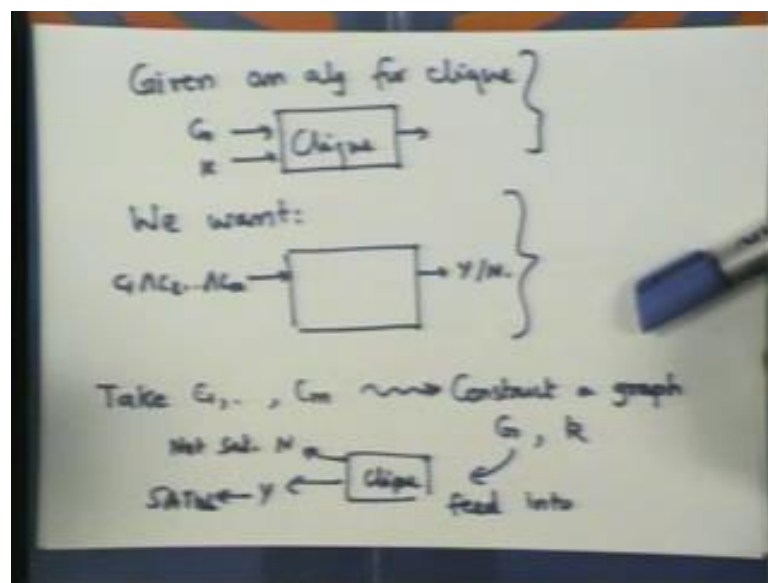 Given an alg for clique
G →
k → Clique →
We want:
C₁∧C₂..∧Cₘ → → Y/N.
Take C₁,.., Cₘ ⇝ Construct a graph
G, k
Not Sat. N ← Clique
SAT ← Y ← feed into